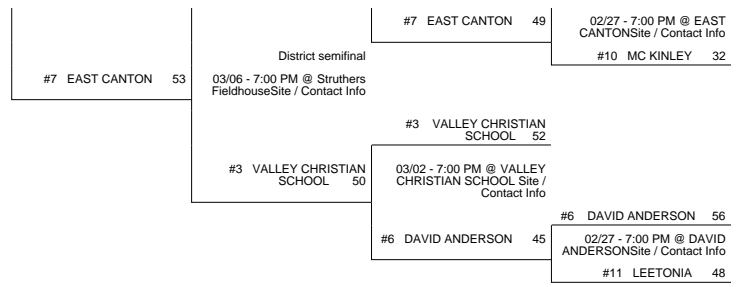 #7 EAST CANTON 49
02/27 - 7:00 PM @ EAST
CANTONSite / Contact Info
#10 MC KINLEY 32
District semifinal
#7 EAST CANTON 53
03/06 - 7:00 PM @ Struthers
FieldhouseSite / Contact Info
#3 VALLEY CHRISTIAN
SCHOOL 52
#3 VALLEY CHRISTIAN
SCHOOL 50
03/02 - 7:00 PM @ VALLEY
CHRISTIAN SCHOOL Site /
Contact Info
#6 DAVID ANDERSON 56
#6 DAVID ANDERSON 45
02/27 - 7:00 PM @ DAVID
ANDERSONSite / Contact Info
#11 LEETONIA 48